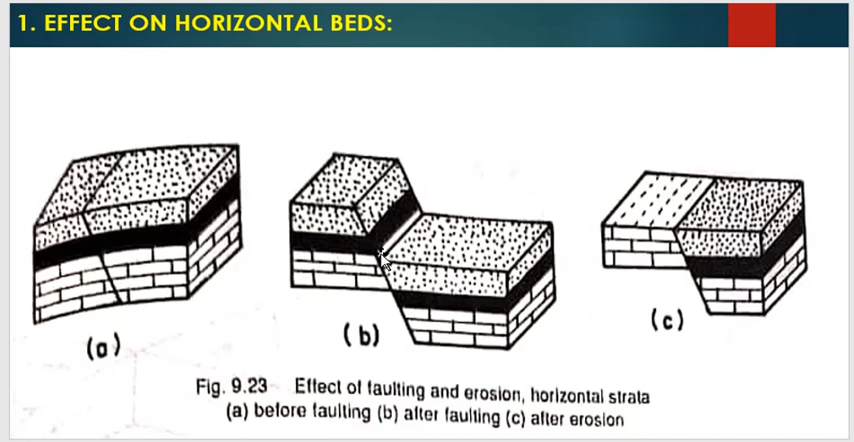 1. EFFECT ON HORIZONTAL BEDS:
(a)
(b)
(c)
Fig. 9.23 Effect of faulting and erosion, horizontal strata
(a) before faulting (b) after faulting (c) after erosion